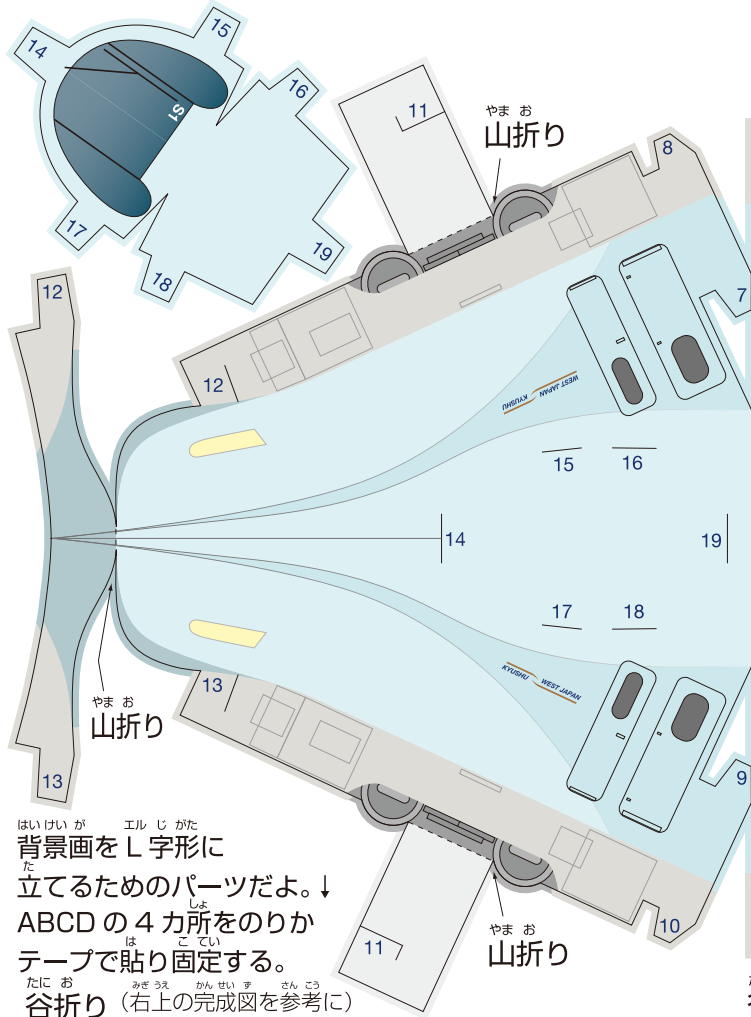 15
14
S1
16
11
やま お
山折り
8
17
19
18
12
7
12
WEST JAPAN
KYUSHU
15
16
14
19
17
18
KYUSHU
WEST JAPAN
13
やま お
山折り
13
9
はいけい が エル じ がた
背景画を L 字形に
た
立てるためのパーツだよ。↓
しょ
ABCD の 4 カ所をのりか
は こ てい
テープで貼り固定する。
たに お みぎ うえ かん せい ず さん こう
谷折り(右上の完成図を参考に)
11
やま お
山折り
10